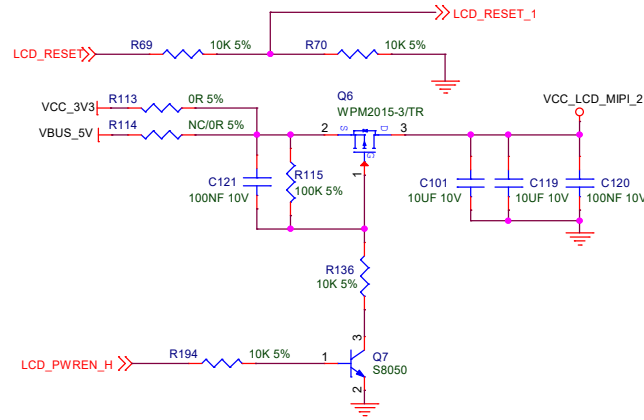 LCD_RESET_1
LCD_RESET
R69
10K 5%
R70
10K 5%
VCC_3V3
R113
0R 5%
VBUS_5V
R114
NC/0R 5%
Q6
WPM2015-3/TR
2
S
D
3
G
1
VCC_LCD_MIPI_2
C121
100NF 10V
R115
100K 5%
C101
10UF 10V
C119
10UF 10V
C120
100NF 10V
R136
10K 5%
3
LCD_PWREN_H
R194
10K 5%
1
Q7
S8050
2